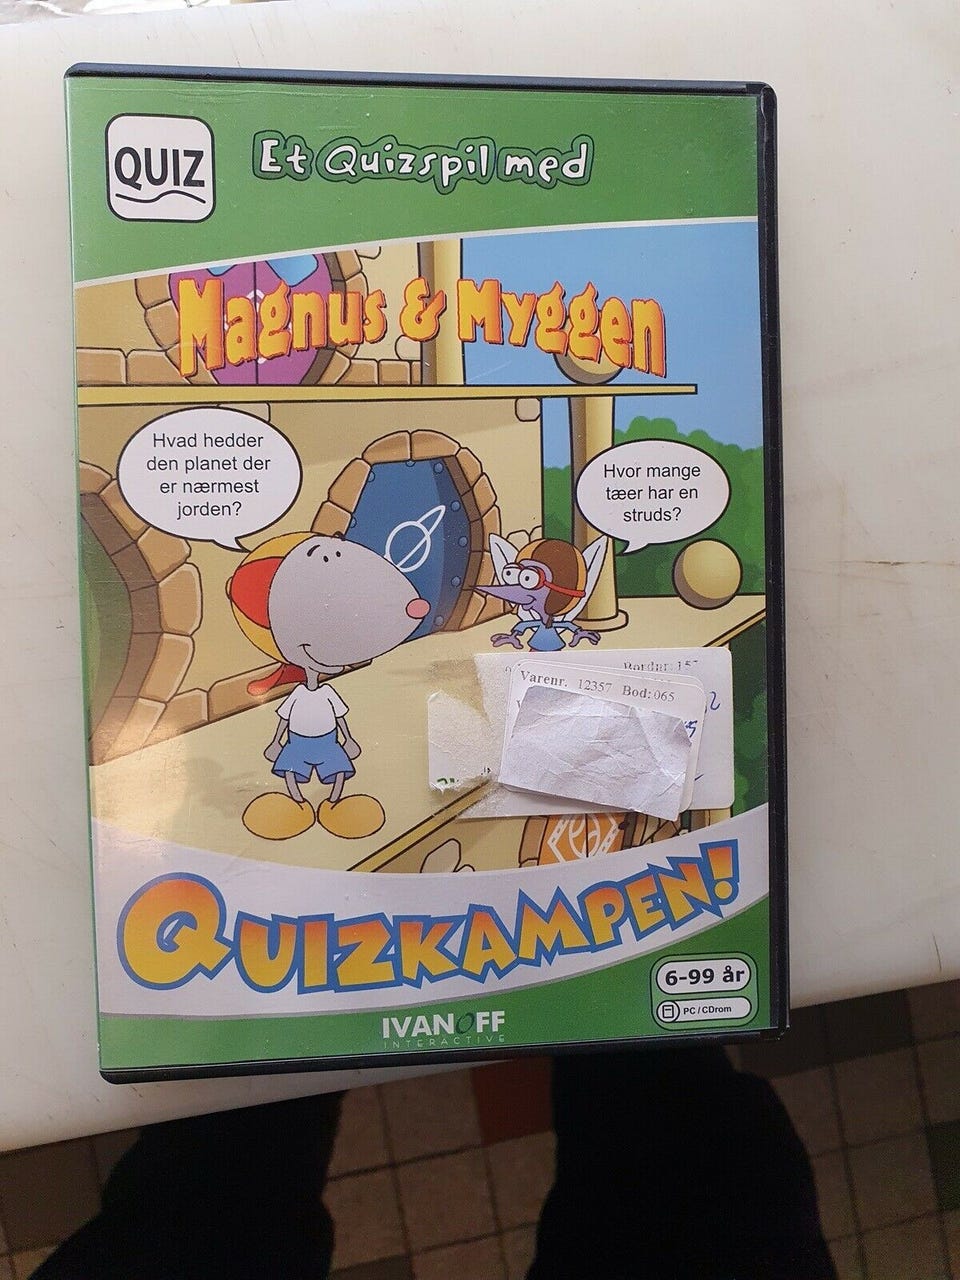 QUIZ
Et Quizspil med
Magnus & Myggen
Hvad hedder
den planet der
er nærmest
jorden?
Hvor mange
tæer har en
struds?
Varenr. 12357 Bod:065
QUIZKAMPEN!
6-99 år
PC / CDrom
IVANOFF
INTERACTIVE